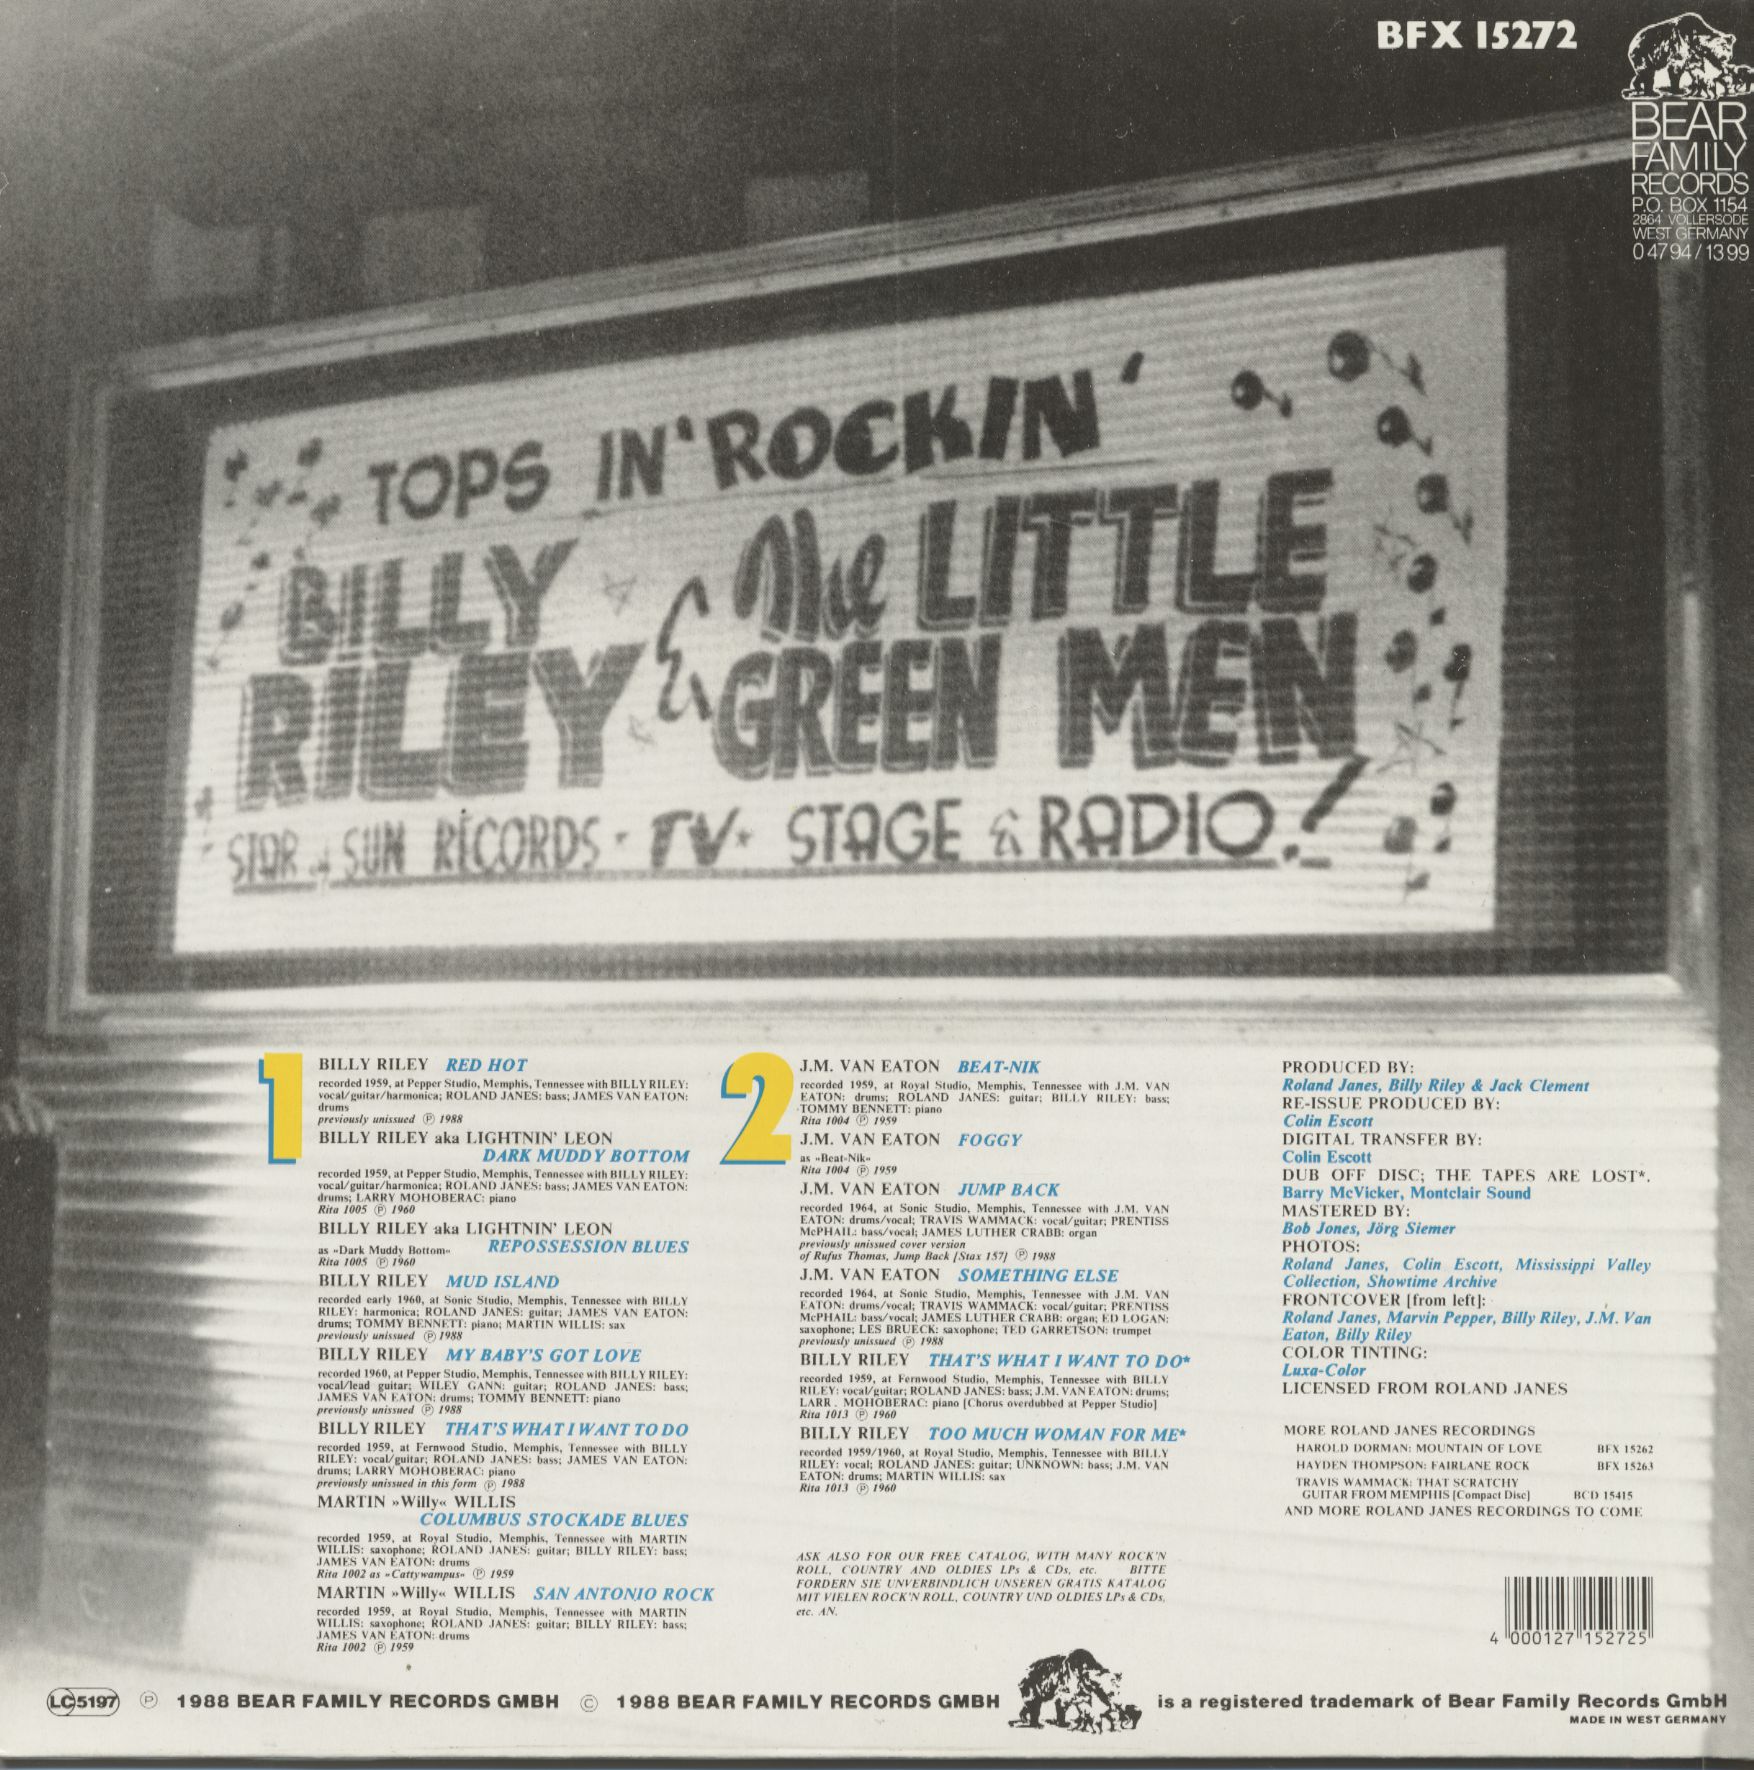 BFX 15272
BEAR
FAMILY
RECORDS
P.O. BOX 1154
2864 VOLLERSODE
WEST GERMANY
0 47 94 / 13 99
TOPS IN 'ROCKIN'
BILLY
RILEY
&
The LITTLE
GREEN MEN
STAR SUN RECORDS - TV - STAGE & RADIO!
1
BILLY RILEY RED HOT
recorded 1959, at Pepper Studio, Memphis, Tennessee with BILLY RILEY:
vocal/guitar/harmonica; ROLAND JANES: bass; JAMES VAN EATON:
drums
previously unissued Ⓟ 1988
BILLY RILEY aka LIGHTNIN' LEON
DARK MUDDY BOTTOM
recorded 1959, at Pepper Studio, Memphis, Tennessee with BILLY RILEY:
vocal/guitar/harmonica; ROLAND JANES: bass; JAMES VAN EATON:
drums; LARRY MOHOBERAC: piano
Rita 1005 Ⓟ 1960
BILLY RILEY aka LIGHTNIN' LEON
as »Dark Muddy Bottom« REPOSSESSION BLUES
Rita 1005 Ⓟ 1960
BILLY RILEY MUD ISLAND
recorded early 1960, at Sonic Studio, Memphis, Tennessee with BILLY
RILEY: harmonica; ROLAND JANES: guitar; JAMES VAN EATON:
drums; TOMMY BENNETT: piano; MARTIN WILLIS: sax
previously unissued Ⓟ 1988
BILLY RILEY MY BABY'S GOT LOVE
recorded 1960, at Pepper Studio, Memphis, Tennessee with BILLY RILEY:
vocal/lead guitar; WILEY GANN: guitar; ROLAND JANES: bass;
JAMES VAN EATON: drums; TOMMY BENNETT: piano
previously unissued Ⓟ 1988
BILLY RILEY THAT'S WHAT I WANT TO DO
recorded 1959, at Fernwood Studio, Memphis, Tennessee with BILLY
RILEY: vocal/guitar; ROLAND JANES: bass; JAMES VAN EATON:
drums; LARRY MOHOBERAC: piano
previously unissued in this form Ⓟ 1988
MARTIN »Willy« WILLIS
COLUMBUS STOCKADE BLUES
recorded 1959, at Royal Studio, Memphis, Tennessee with MARTIN
WILLIS: saxophone; ROLAND JANES: guitar; BILLY RILEY: bass;
JAMES VAN EATON: drums
Rita 1002 as »Cattywampus« Ⓟ 1959
MARTIN »Willy« WILLIS SAN ANTONIO ROCK
recorded 1959, at Royal Studio, Memphis, Tennessee with MARTIN
WILLIS: saxophone; ROLAND JANES: guitar; BILLY RILEY: bass;
JAMES VAN EATON: drums
Rita 1002 Ⓟ 1959
2
J.M. VAN EATON BEAT-NIK
recorded 1959, at Royal Studio, Memphis, Tennessee with J.M. VAN
EATON: drums; ROLAND JANES: guitar; BILLY RILEY: bass;
TOMMY BENNETT: piano
Rita 1004 Ⓟ 1959
J.M. VAN EATON FOGGY
as »Beat-Nik«
Rita 1004 Ⓟ 1959
J.M. VAN EATON JUMP BACK
recorded 1964, at Sonic Studio, Memphis, Tennessee with J.M. VAN
EATON: drums/vocal; TRAVIS WAMMACK: vocal/guitar; PRENTISS
McPHAIL: bass/vocal; JAMES LUTHER CRABB: organ
previously unissued cover version
of Rufus Thomas, Jump Back [Stax 157] Ⓟ 1988
J.M. VAN EATON SOMETHING ELSE
recorded 1964, at Sonic Studio, Memphis, Tennessee with J.M. VAN
EATON: drums/vocal; TRAVIS WAMMACK: vocal/guitar; PRENTISS
McPHAIL: bass/vocal; JAMES LUTHER CRABB: organ; ED LOGAN:
saxophone; LES BRUECK: saxophone; TED GARRETSON: trumpet
previously unissued Ⓟ 1988
BILLY RILEY THAT'S WHAT I WANT TO DO*
recorded 1959, at Fernwood Studio, Memphis, Tennessee with BILLY
RILEY: vocal/guitar; ROLAND JANES: bass; J.M. VAN EATON: drums;
LARR . MOHOBERAC: piano [Chorus overdubbed at Pepper Studio]
Rita 1013 Ⓟ 1960
BILLY RILEY TOO MUCH WOMAN FOR ME*
recorded 1959/1960, at Royal Studio, Memphis, Tennessee with BILLY
RILEY: vocal; ROLAND JANES: guitar; UNKNOWN: bass; J.M. VAN
EATON: drums; MARTIN WILLIS: sax
Rita 1013 Ⓟ 1960
ASK ALSO FOR OUR FREE CATALOG, WITH MANY ROCK'N
ROLL, COUNTRY AND OLDIES LPs & CDs, etc. BITTE
FORDERN SIE UNVERBINDLICH UNSEREN GRATIS KATALOG
MIT VIELEN ROCK'N ROLL, COUNTRY UND OLDIES LPs & CDs,
etc. AN.
PRODUCED BY:
Roland Janes, Billy Riley & Jack Clement
RE-ISSUE PRODUCED BY:
Colin Escott
DIGITAL TRANSFER BY:
Colin Escott
DUB OFF DISC; THE TAPES ARE LOST*.
Barry McVicker, Montclair Sound
MASTERED BY:
Bob Jones, Jörg Siemer
PHOTOS:
Roland Janes, Colin Escott, Mississippi Valley
Collection, Showtime Archive
FRONTCOVER [from left]:
Roland Janes, Marvin Pepper, Billy Riley, J.M. Van
Eaton, Billy Riley
COLOR TINTING:
Luxa-Color
LICENSED FROM ROLAND JANES
MORE ROLAND JANES RECORDINGS
HAROLD DORMAN: MOUNTAIN OF LOVE BFX 15262
HAYDEN THOMPSON: FAIRLANE ROCK BFX 15263
TRAVIS WAMMACK: THAT SCRATCHY
GUITAR FROM MEMPHIS [Compact Disc] BCD 15415
AND MORE ROLAND JANES RECORDINGS TO COME
4 000127 152725
LC 5197 Ⓟ 1988 BEAR FAMILY RECORDS GMBH © 1988 BEAR FAMILY RECORDS GMBH is a registered trademark of Bear Family Records GmbH
MADE IN WEST GERMANY